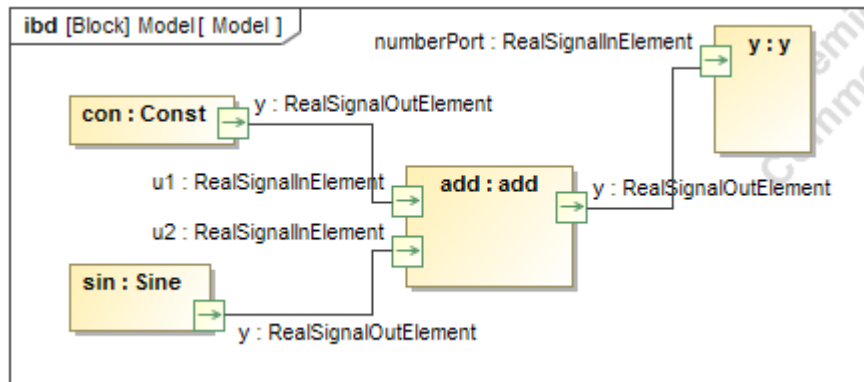 ibd [Block] Model[ Model ]
numberPort : RealSignalInElement
y : y
con : Const
y : RealSignalOutElement
u1 : RealSignalInElement
add : add
y : RealSignalOutElement
u2 : RealSignalInElement
sin : Sine
y : RealSignalOutElement